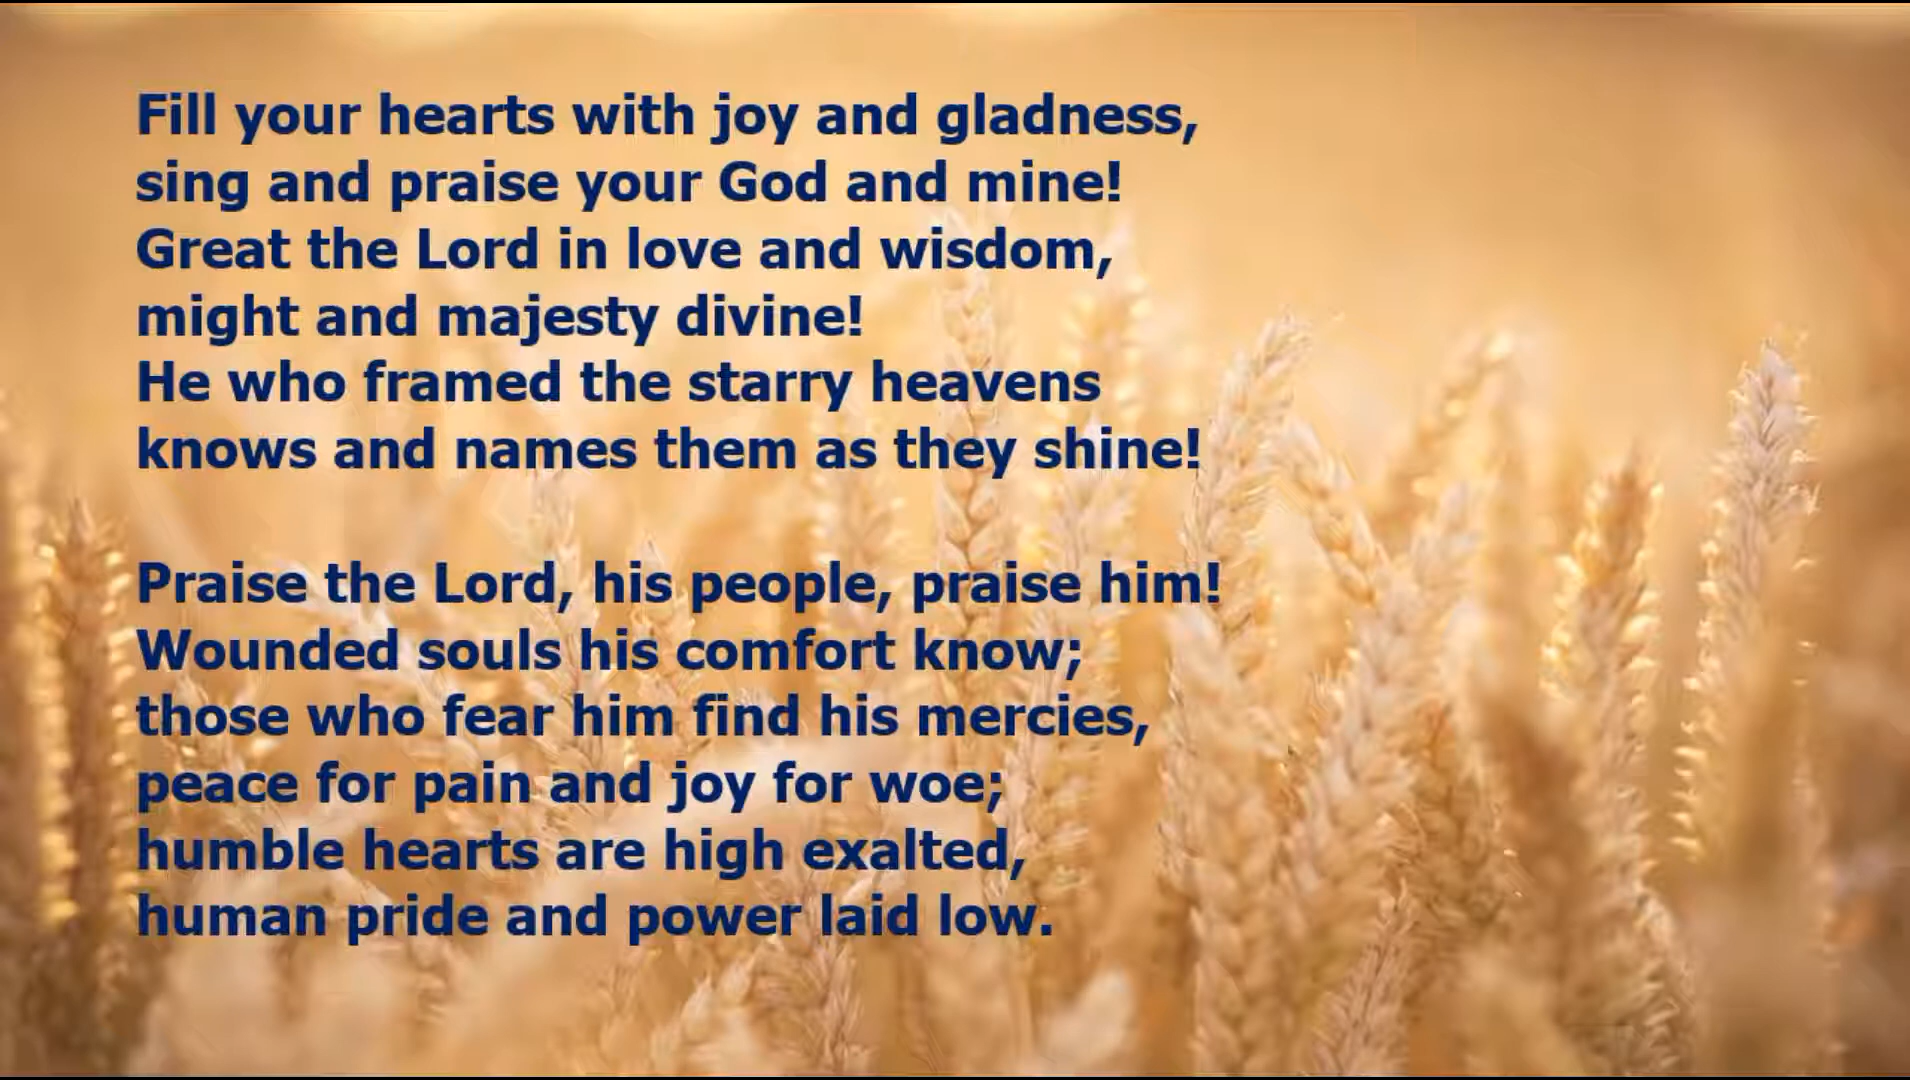 Fill your hearts with joy and gladness,
sing and praise your God and mine!
Great the Lord in love and wisdom,
might and majesty divine!
He who framed the starry heavens
knows and names them as they shine!
Praise the Lord, his people, praise him!
Wounded souls his comfort know;
those who fear him find his mercies,
peace for pain and joy for woe;
humble hearts are high exalted,
human pride and power laid low.